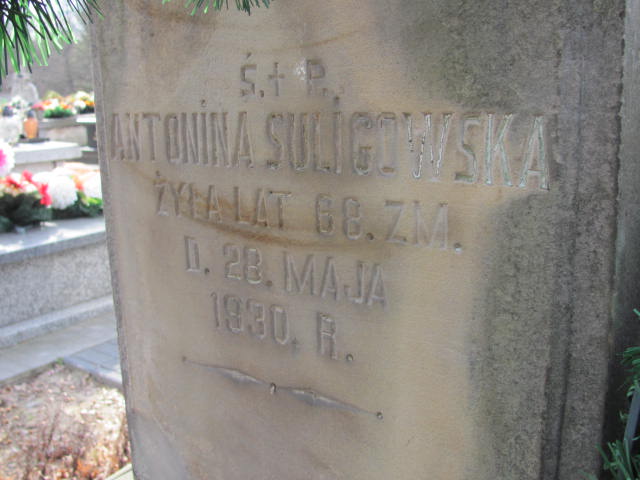 Ś. † P.
ANTONINA SULIGOWSKA
ŻYŁA LAT 68. ZM.
D. 28. MAJA
1930. R.